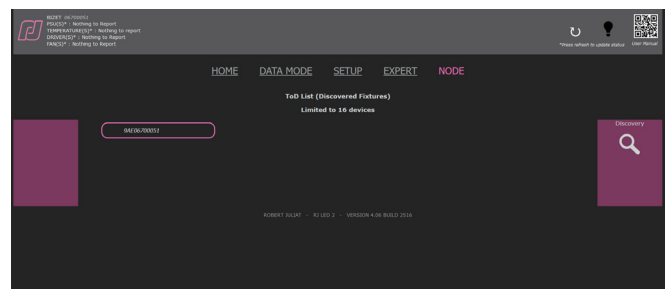 BIZET 06700051
PSU(S)* : Nothing to Report
TEMPERATURE(S)* : Nothing to report
DRIVER(S)* : Nothing to Report
FAN(S)* : Nothing to Report
*Press refresh to update status
User Manual
HOME DATA MODE SETUP EXPERT NODE
ToD List (Discovered Fixtures)
Limited to 16 devices
9AE06700051
Discovery
ROBERT JULIAT - RJ LED 2 - VERSION 4.06 BUILD 2516